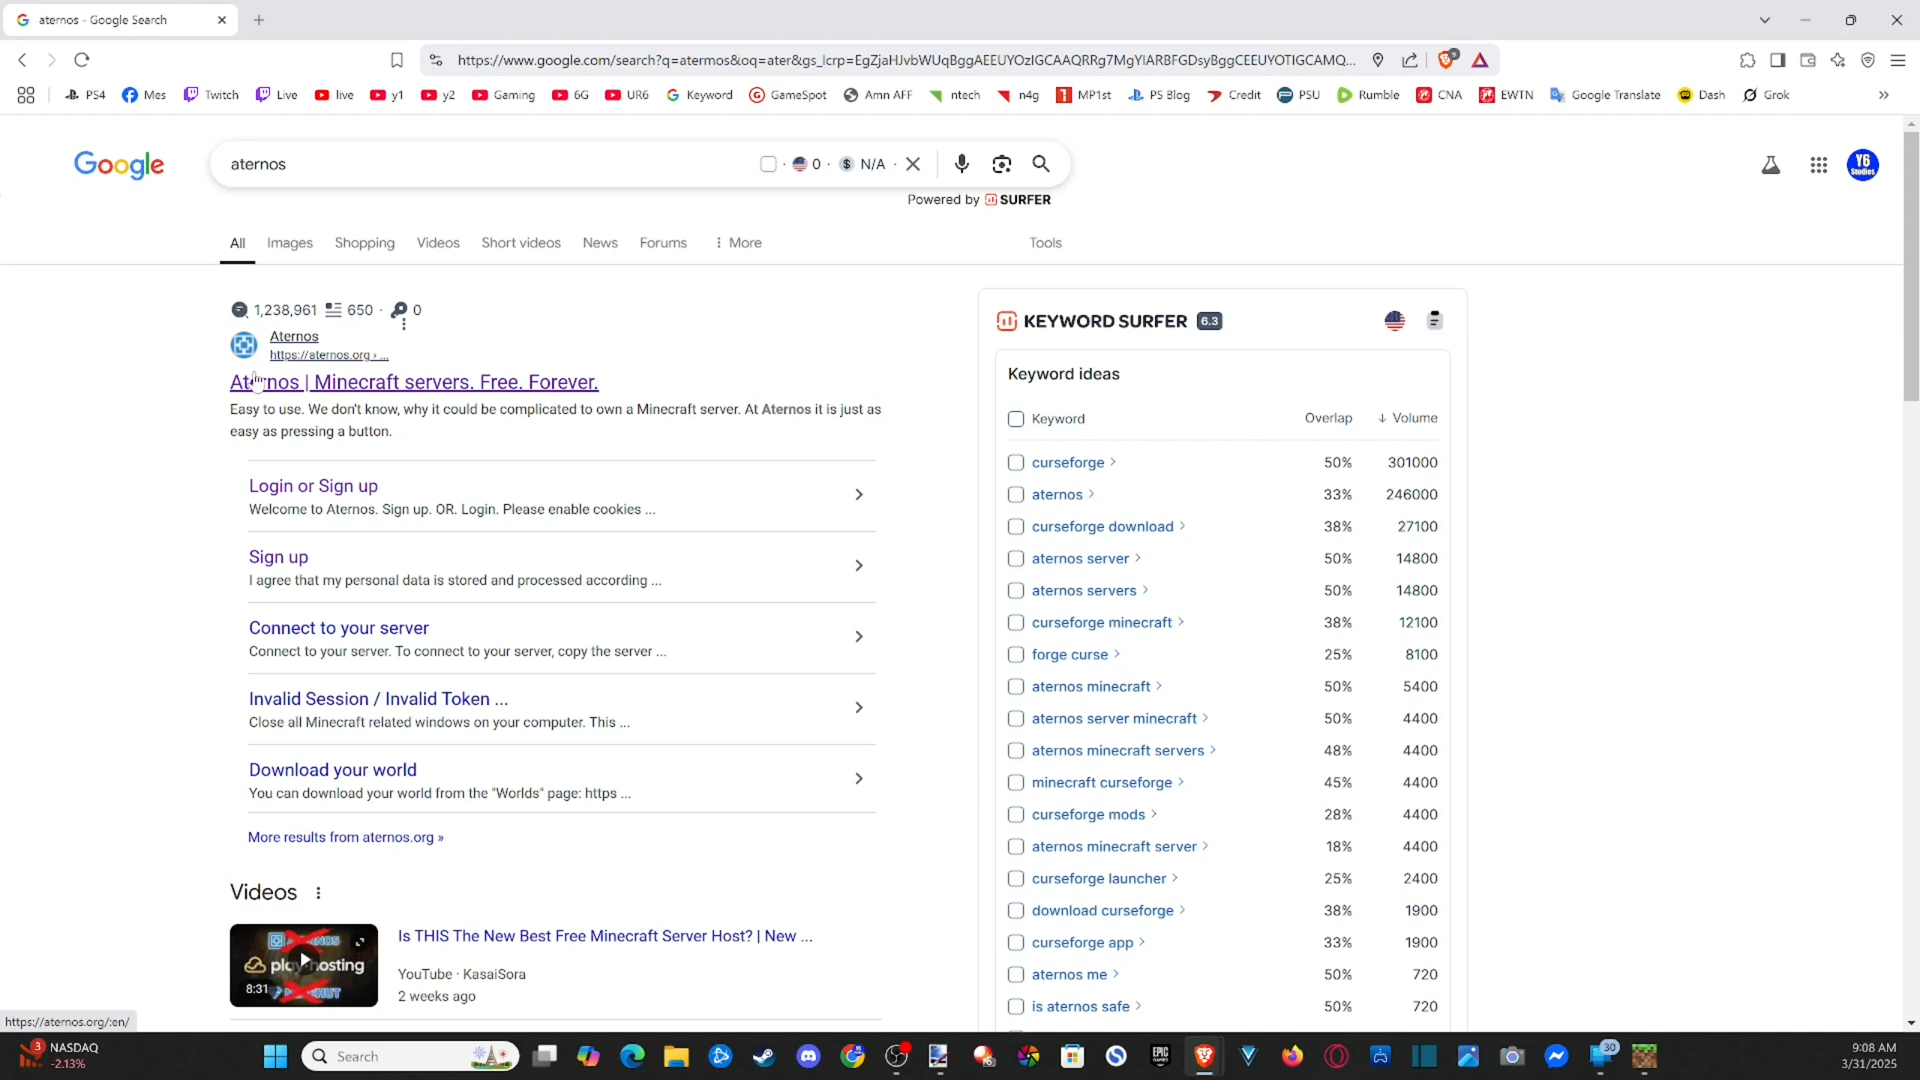 aternos - Google Search
https://www.google.com/search?q=atermos&oq=ater&gs_lcrp=EgZjaHJvbWUqBggAEEUYOzIGCAAQRRg7MgYIARBFGDsyBggCEEUYOTIGCAMQ...
PS4
Mes
Twitch
Live
live
y1
y2
Gaming
6G
UR6
Keyword
GameSpot
Amn AFF
ntech
n4g
MP1st
PS Blog
Credit
PSU
Rumble
CNA
EWTN
Google Translate
Dash
Grok
»
Google
aternos
0 · $ N/A
Y6 Studios
Powered by SURFER
All
Images
Shopping
Videos
Short videos
News
Forums
More
Tools
1,238,961 650 · 0
Aternos
https://aternos.org › ...
Aternos | Minecraft servers. Free. Forever.
Easy to use. We don't know, why it could be complicated to own a Minecraft server. At Aternos it is just as
easy as pressing a button.
Login or Sign up
Welcome to Aternos. Sign up. OR. Login. Please enable cookies ...
Sign up
I agree that my personal data is stored and processed according ...
Connect to your server
Connect to your server. To connect to your server, copy the server ...
Invalid Session / Invalid Token ...
Close all Minecraft related windows on your computer. This ...
Download your world
You can download your world from the "Worlds" page: https ...
More results from aternos.org »
Videos
8:31
Is THIS The New Best Free Minecraft Server Host? | New ...
YouTube · KasaiSora
2 weeks ago
KEYWORD SURFER 6.3
Keyword ideas
Keyword Overlap Volume
curseforge 50% 301000
aternos 33% 246000
curseforge download 38% 27100
aternos server 50% 14800
aternos servers 50% 14800
curseforge minecraft 38% 12100
forge curse 25% 8100
aternos minecraft 50% 5400
aternos server minecraft 50% 4400
aternos minecraft servers 48% 4400
minecraft curseforge 45% 4400
curseforge mods 28% 4400
aternos minecraft server 18% 4400
curseforge launcher 25% 2400
download curseforge 38% 1900
curseforge app 33% 1900
aternos me 50% 720
is aternos safe 50% 720
https://aternos.org/:en/
3
NASDAQ
-2.13%
Search
EPIC GAMES
30
9:08 AM
3/31/2025